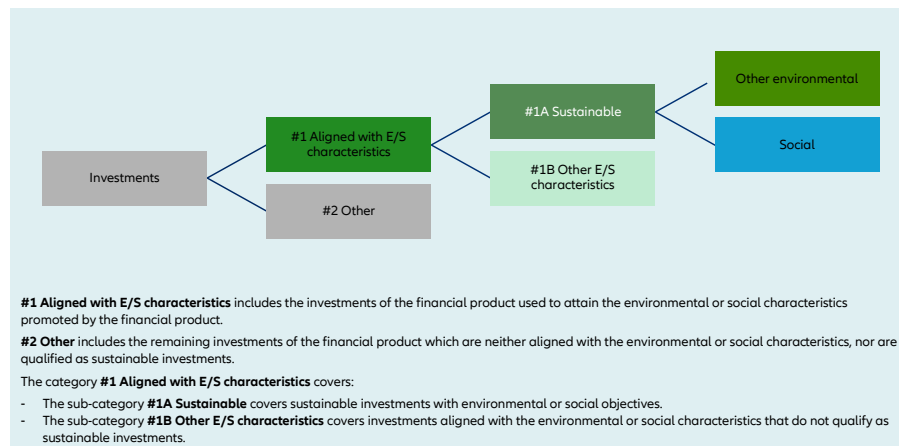 Other environmental
#1A Sustainable
#1 Aligned with E/S
characteristics
Social
Investments
#1B Other E/S
characteristics
#2 Other
#1 Aligned with E/S characteristics includes the investments of the financial product used to attain the environmental or social characteristics
promoted by the financial product.
#2 Other includes the remaining investments of the financial product which are neither aligned with the environmental or social characteristics, nor are
qualified as sustainable investments.
The category #1 Aligned with E/S characteristics covers:
- The sub-category #1A Sustainable covers sustainable investments with environmental or social objectives.
- The sub-category #1B Other E/S characteristics covers investments aligned with the environmental or social characteristics that do not qualify as
sustainable investments.